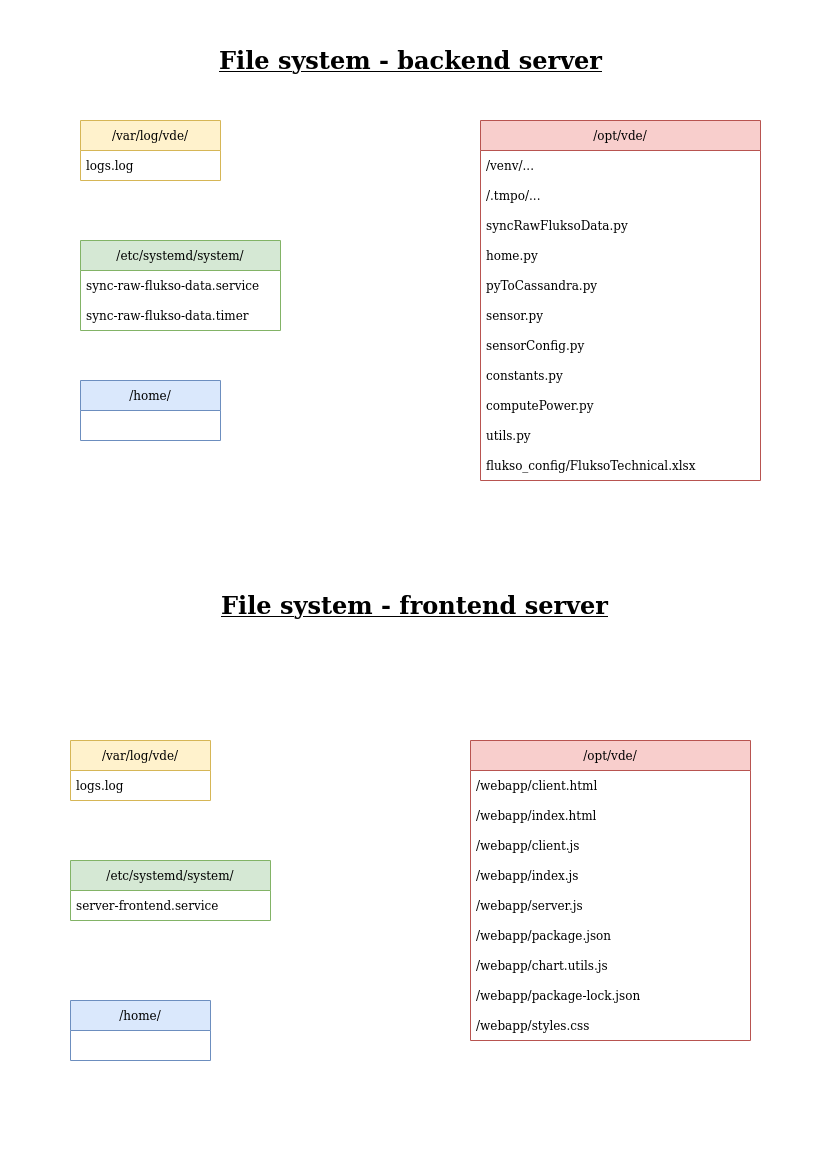 File system - backend server
/var/log/vde/
logs.log
/etc/systemd/system/
sync-raw-flukso-data.service
sync-raw-flukso-data.timer
/home/
/opt/vde/
/venv/...
/.tmpo/...
syncRawFluksoData.py
home.py
pyToCassandra.py
sensor.py
sensorConfig.py
constants.py
computePower.py
utils.py
flukso_config/FluksoTechnical.xlsx
File system - frontend server
/var/log/vde/
logs.log
/etc/systemd/system/
server-frontend.service
/home/
/opt/vde/
/webapp/client.html
/webapp/index.html
/webapp/client.js
/webapp/index.js
/webapp/server.js
/webapp/package.json
/webapp/chart.utils.js
/webapp/package-lock.json
/webapp/styles.css